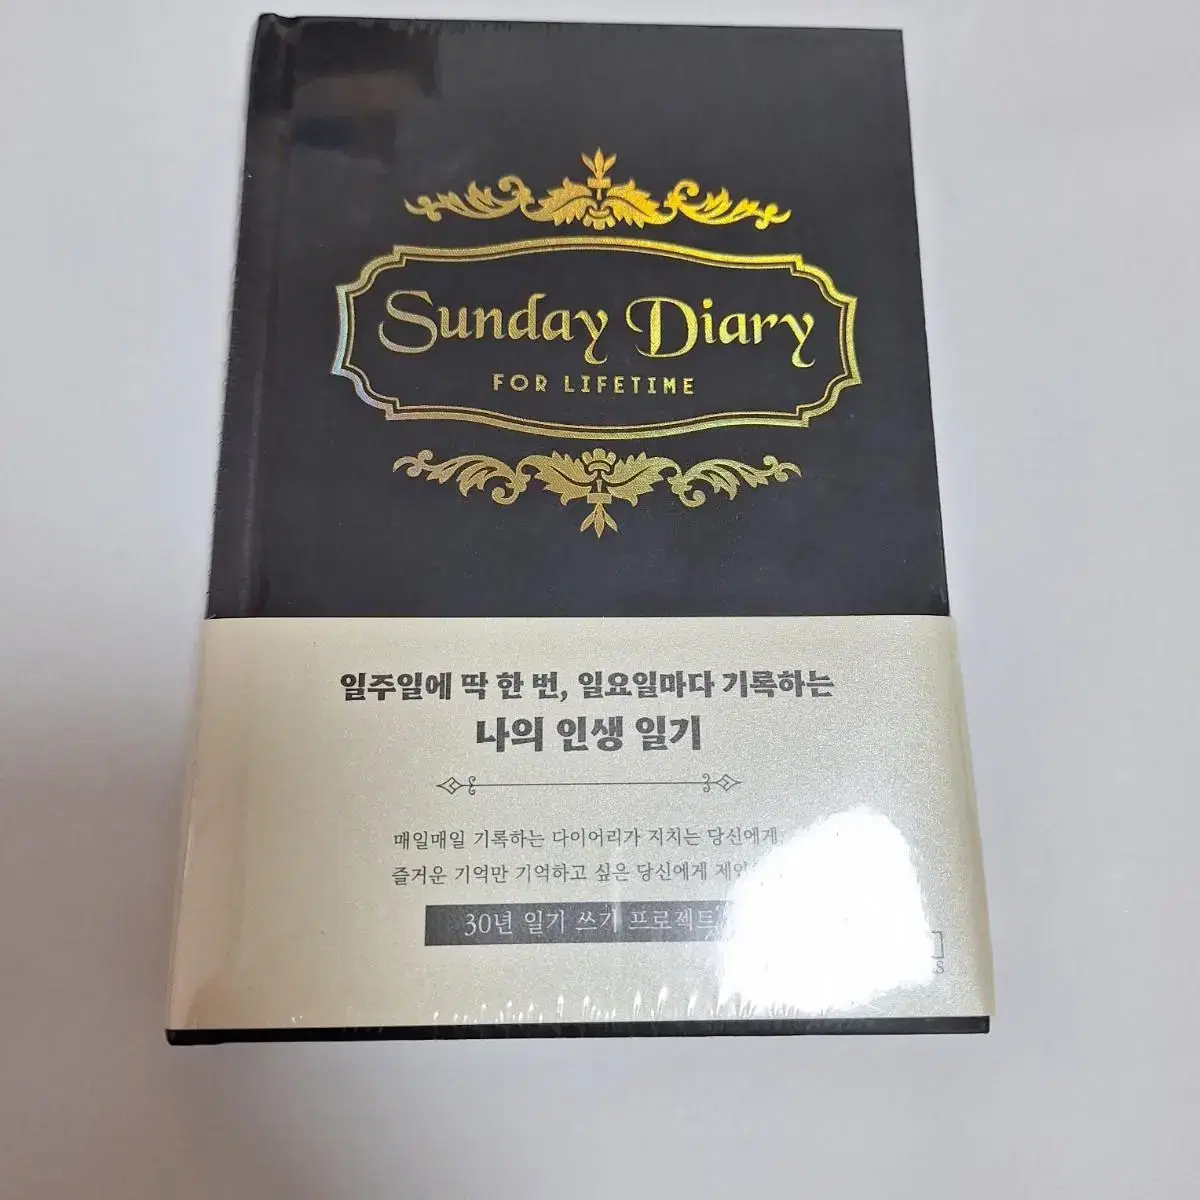 Sunday Diary
FOR LIFETIME
일주일에 딱 한 번, 일요일마다 기록하는
나의 인생 일기
매일매일 기록하는 다이어리가 지치는 당신에게,
즐거운 기억만 기억하고 싶은 당신에게
30년 일기 쓰기 프로젝트